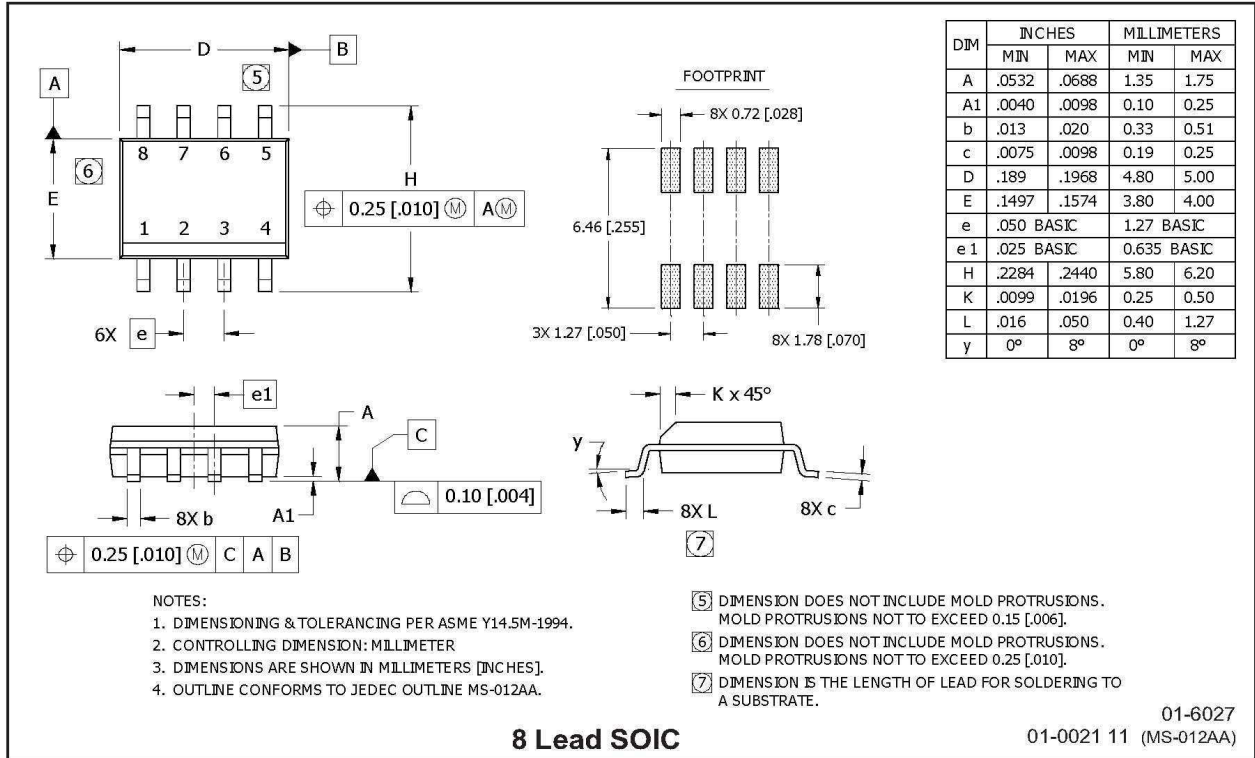 D
B
5
A
8 7 6 5
6
E
H
⌖ 0.25 [.010] Ⓜ A Ⓜ
1 2 3 4
6X e
FOOTPRINT
8X 0.72 [.028]
6.46 [.255]
3X 1.27 [.050]
8X 1.78 [.070]
DIM INCHES MILLIMETERS
MIN MAX MIN MAX
A .0532 .0688 1.35 1.75
A1 .0040 .0098 0.10 0.25
b .013 .020 0.33 0.51
c .0075 .0098 0.19 0.25
D .189 .1968 4.80 5.00
E .1497 .1574 3.80 4.00
e .050 BASIC 1.27 BASIC
e 1 .025 BASIC 0.635 BASIC
H .2284 .2440 5.80 6.20
K .0099 .0196 0.25 0.50
L .016 .050 0.40 1.27
y 0° 8° 0° 8°
e1
A
C
0.10 [.004]
8X b
A1
⌖ 0.25 [.010] Ⓜ C A B
K x 45°
y
8X L
8X c
7
NOTES:
1. DIMENSIONING & TOLERANCING PER ASME Y14.5M-1994.
2. CONTROLLING DIMENSION: MILLIMETER
3. DIMENSIONS ARE SHOWN IN MILLIMETERS [INCHES].
4. OUTLINE CONFORMS TO JEDEC OUTLINE MS-012AA.
5 DIMENSION DOES NOT INCLUDE MOLD PROTRUSIONS.
MOLD PROTRUSIONS NOT TO EXCEED 0.15 [.006].
6 DIMENSION DOES NOT INCLUDE MOLD PROTRUSIONS.
MOLD PROTRUSIONS NOT TO EXCEED 0.25 [.010].
7 DIMENSION IS THE LENGTH OF LEAD FOR SOLDERING TO
A SUBSTRATE.
8 Lead SOIC
01-6027
01-0021 11 (MS-012AA)